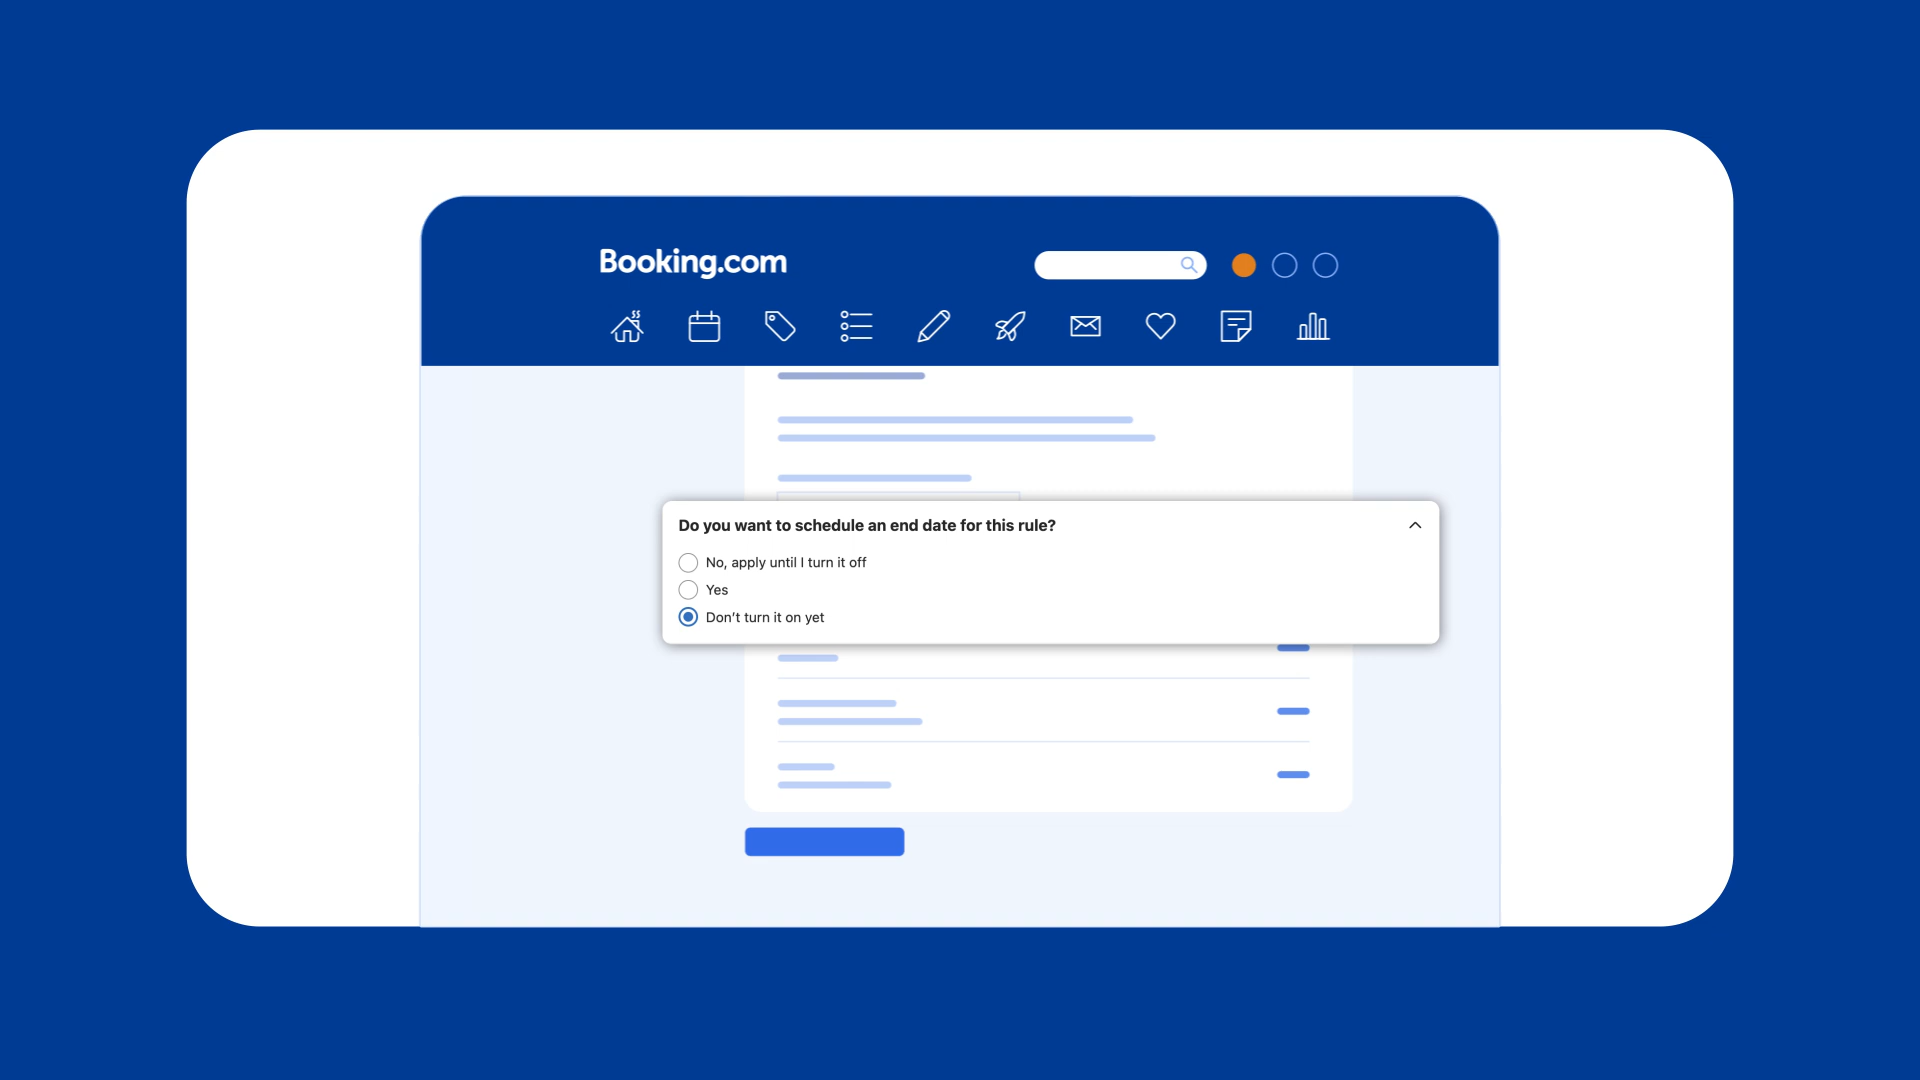 Booking.com
Do you want to schedule an end date for this rule?
No, apply until I turn it off
Yes
Don’t turn it on yet